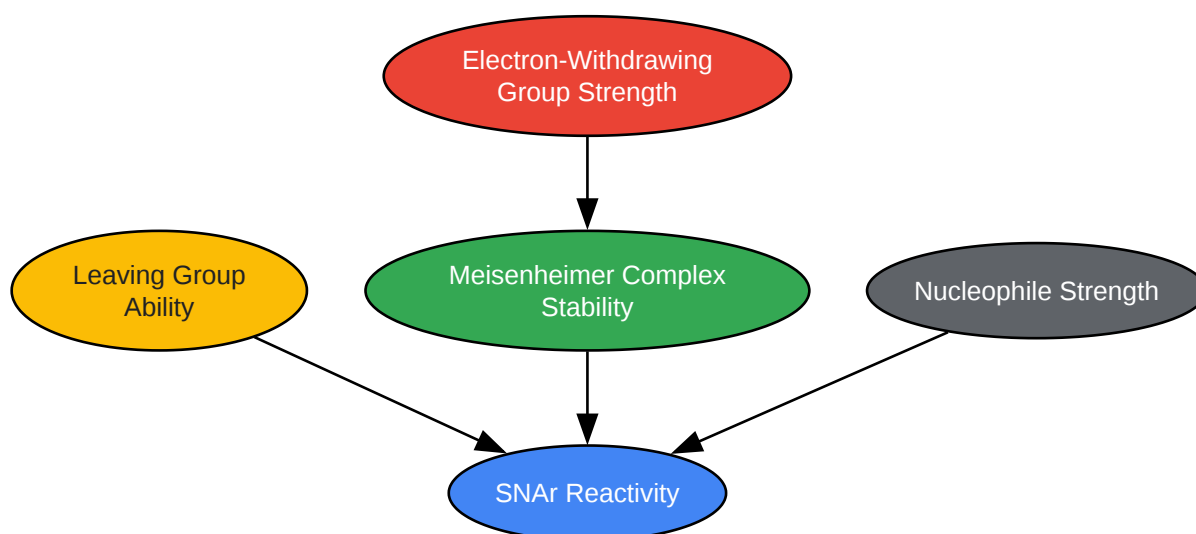 Electron-Withdrawing
Group Strength
Leaving Group
Ability
Meisenheimer Complex
Stability
Nucleophile Strength
SNAr Reactivity